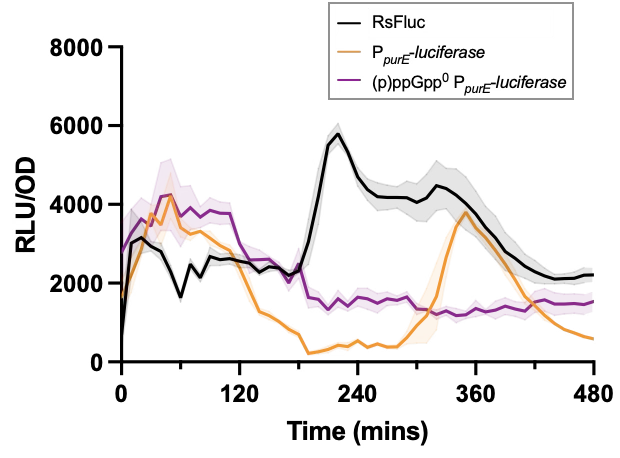 RsFluc
PpurE-luciferase
(p)ppGpp0 PpurE-luciferase
8000
6000
4000
2000
0
RLU/OD
0 120 240 360 480
Time (mins)